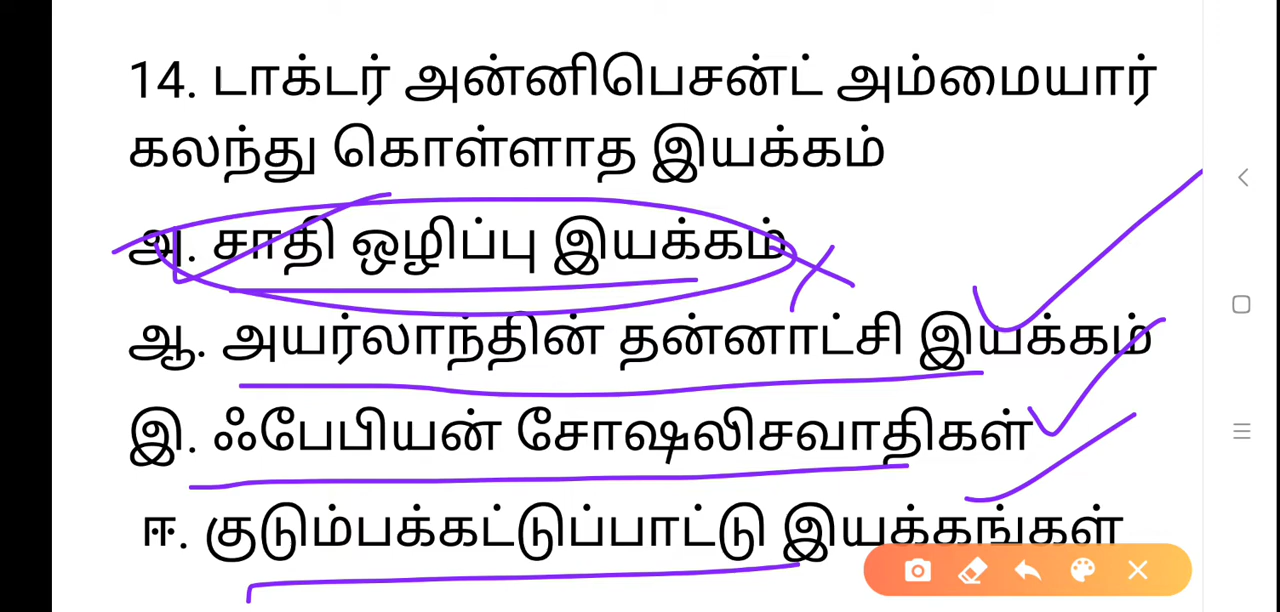 14. டாக்டர் அன்னிபெசன்ட் அம்மையார்
கலந்து கொள்ளாத இயக்கம்
அ. சாதி ஒழிப்பு இயக்கம்
ஆ. அயர்லாந்தின் தன்னாட்சி இயக்கம்
இ. ஃபேபியன் சோஷலிசவாதிகள்
ஈ. குடும்பக்கட்டுப்பாட்டு இயக்கங்கள்